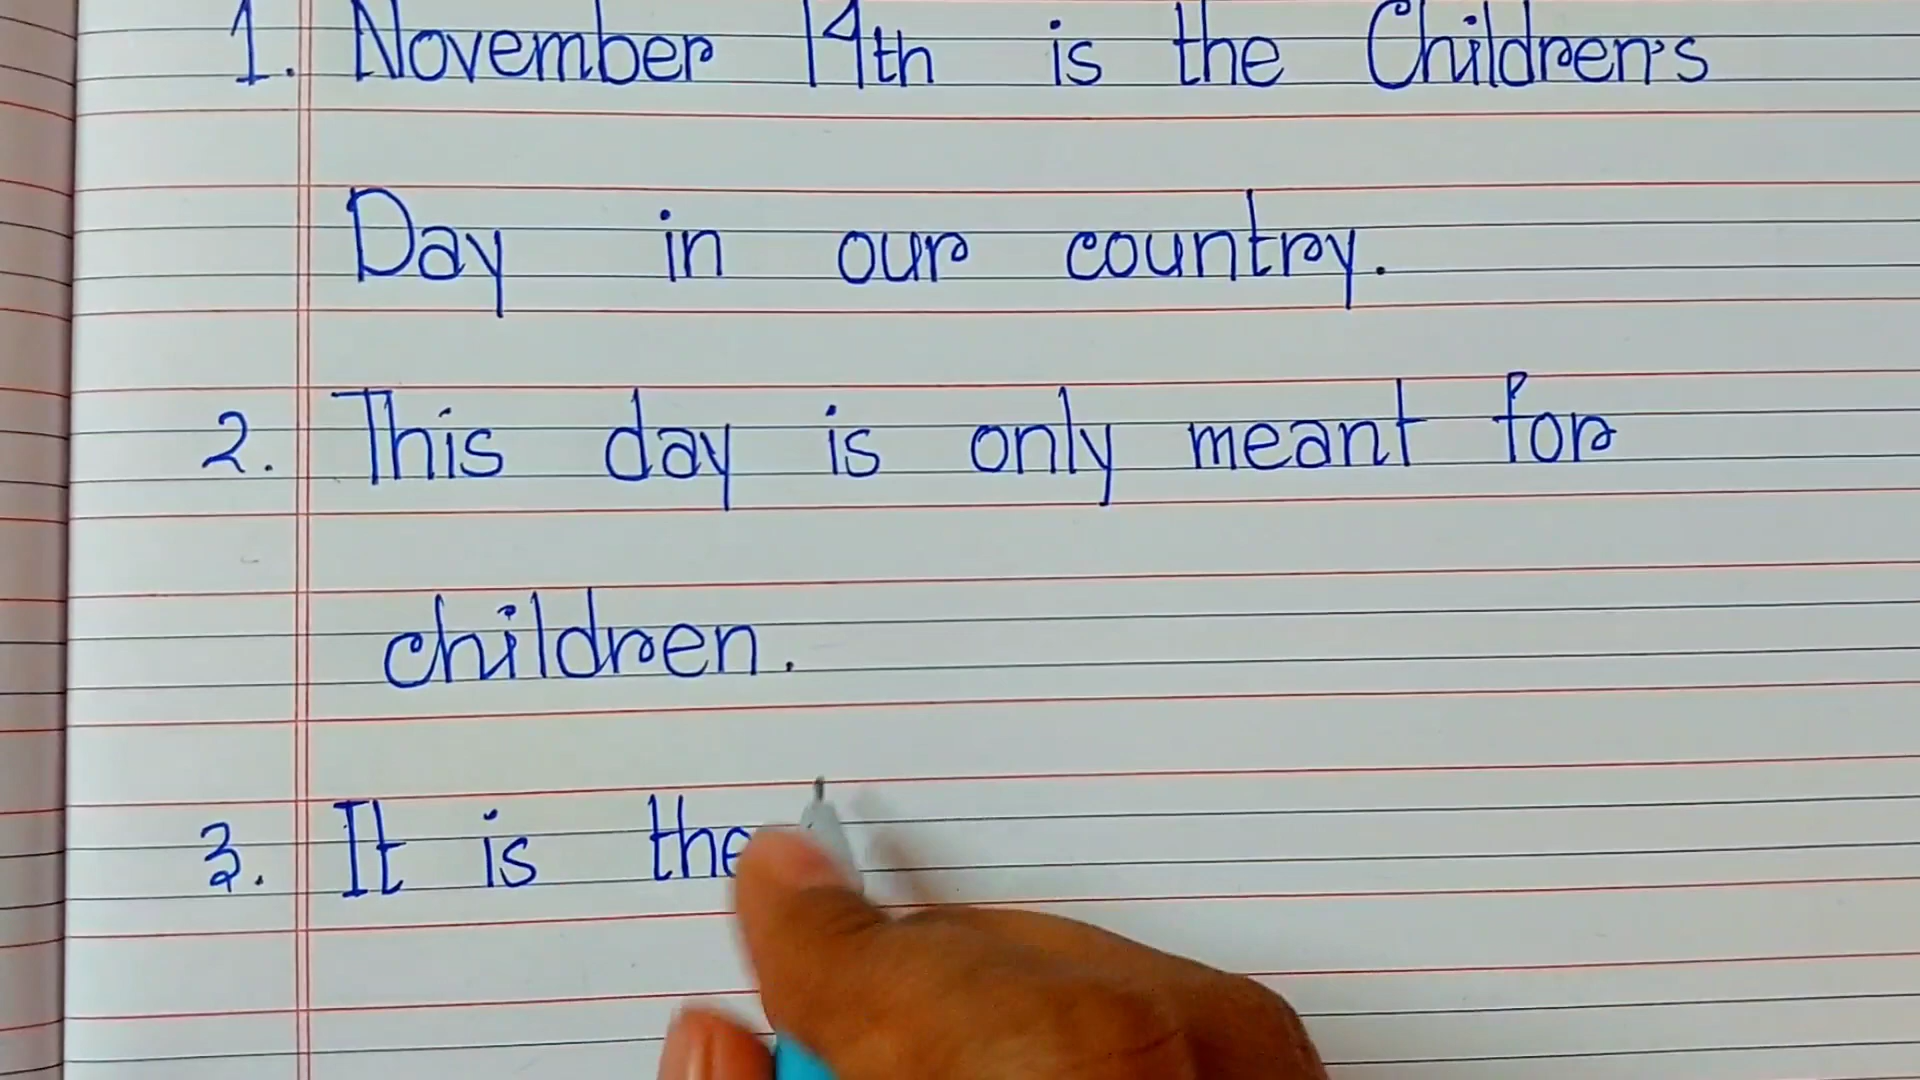 1. November 14th is the Children's
Day in our country.
2. This day is only meant for
children.
3. It is the